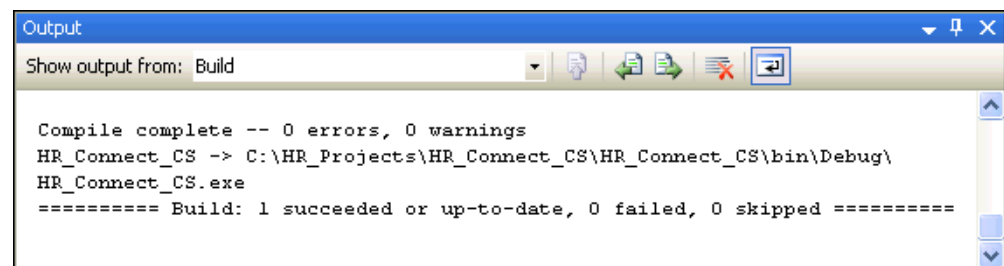 Output
Show output from: Build
Compile complete -- 0 errors, 0 warnings
HR_Connect_CS -> C:\HR_Projects\HR_Connect_CS\HR_Connect_CS\bin\Debug\
HR_Connect_CS.exe
========== Build: 1 succeeded or up-to-date, 0 failed, 0 skipped ==========